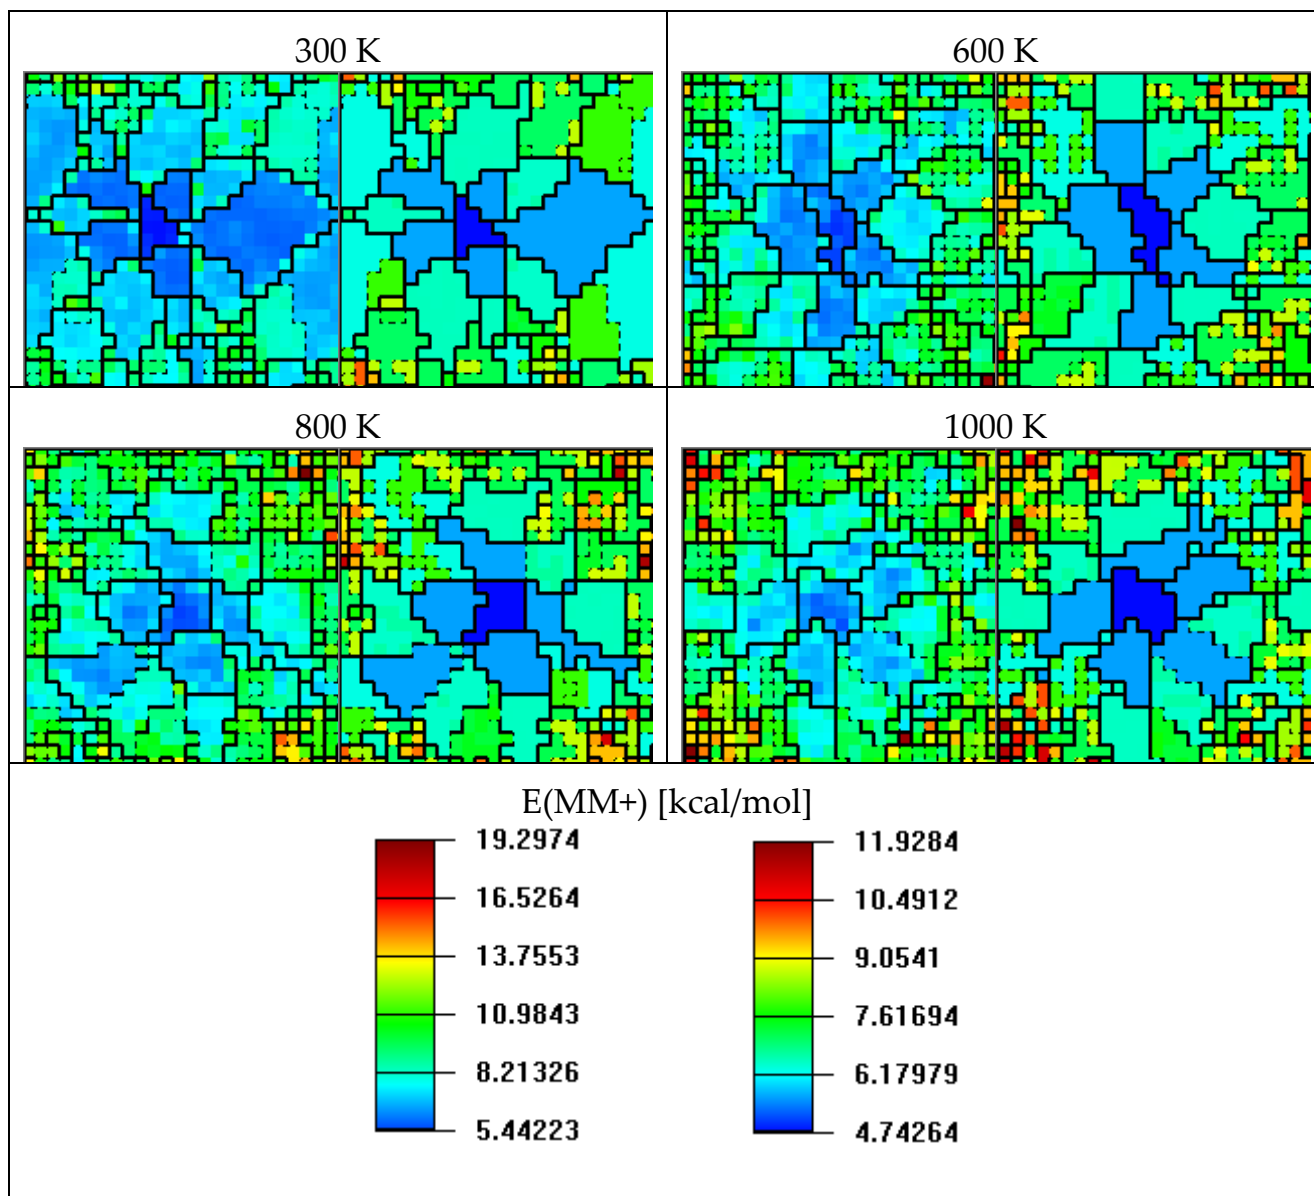 300 K
600 K
800 K
1000 K
E(MM+) [kcal/mol]
19.2974
16.5264
13.7553
10.9843
8.21326
5.44223
11.9284
10.4912
9.0541
7.61694
6.17979
4.74264